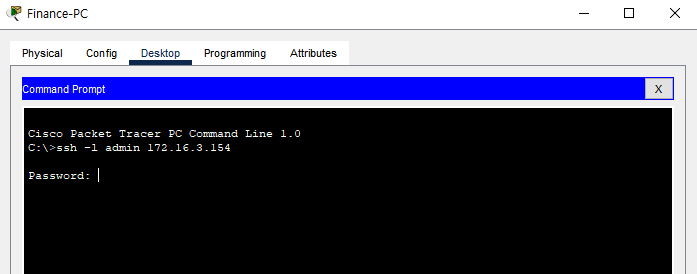 Finance-PC
Physical Config Desktop Programming Attributes
Command Prompt X
Cisco Packet Tracer PC Command Line 1.0
C:\>ssh -l admin 172.16.3.154
Password: